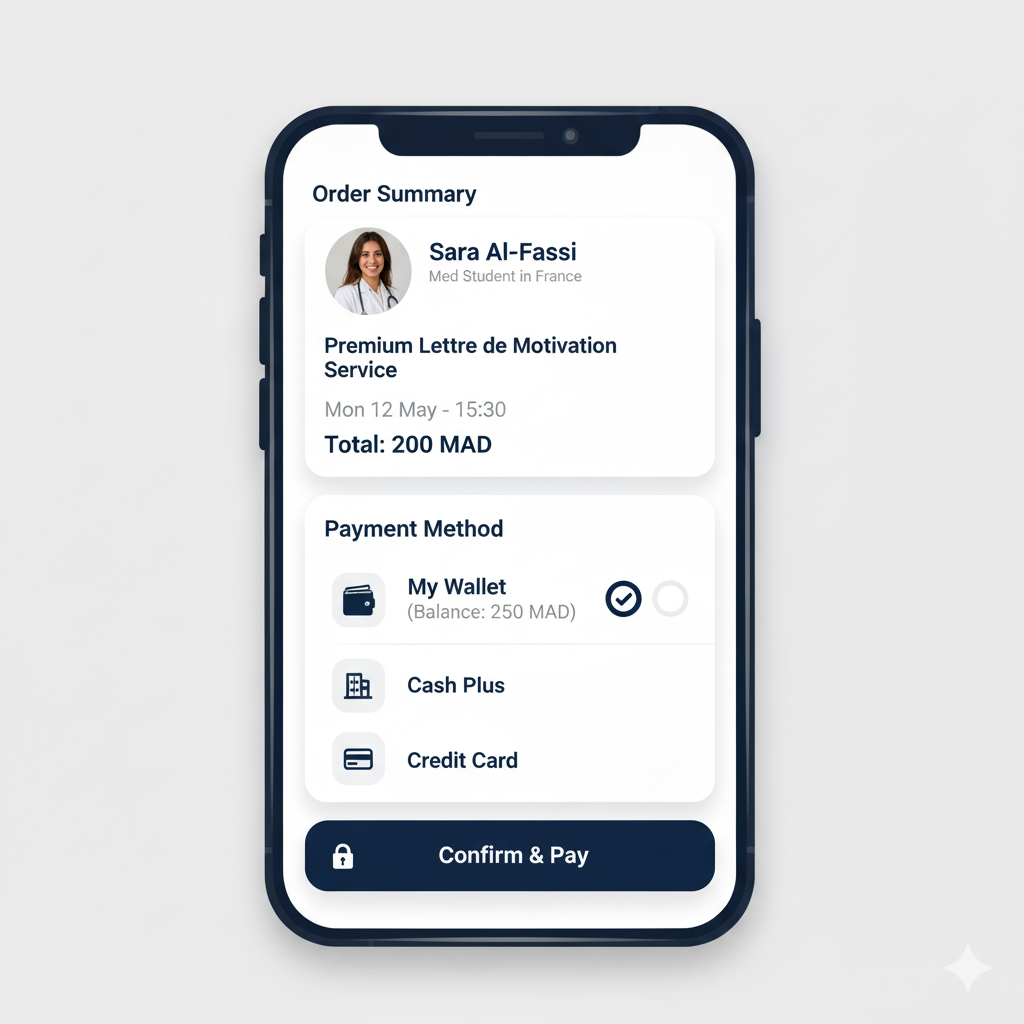 Order Summary
Sara Al-Fassi
Med Student in France
Premium Lettre de Motivation
Service
Mon 12 May - 15:30
Total: 200 MAD
Payment Method
My Wallet
(Balance: 250 MAD)
Cash Plus
Credit Card
Confirm & Pay